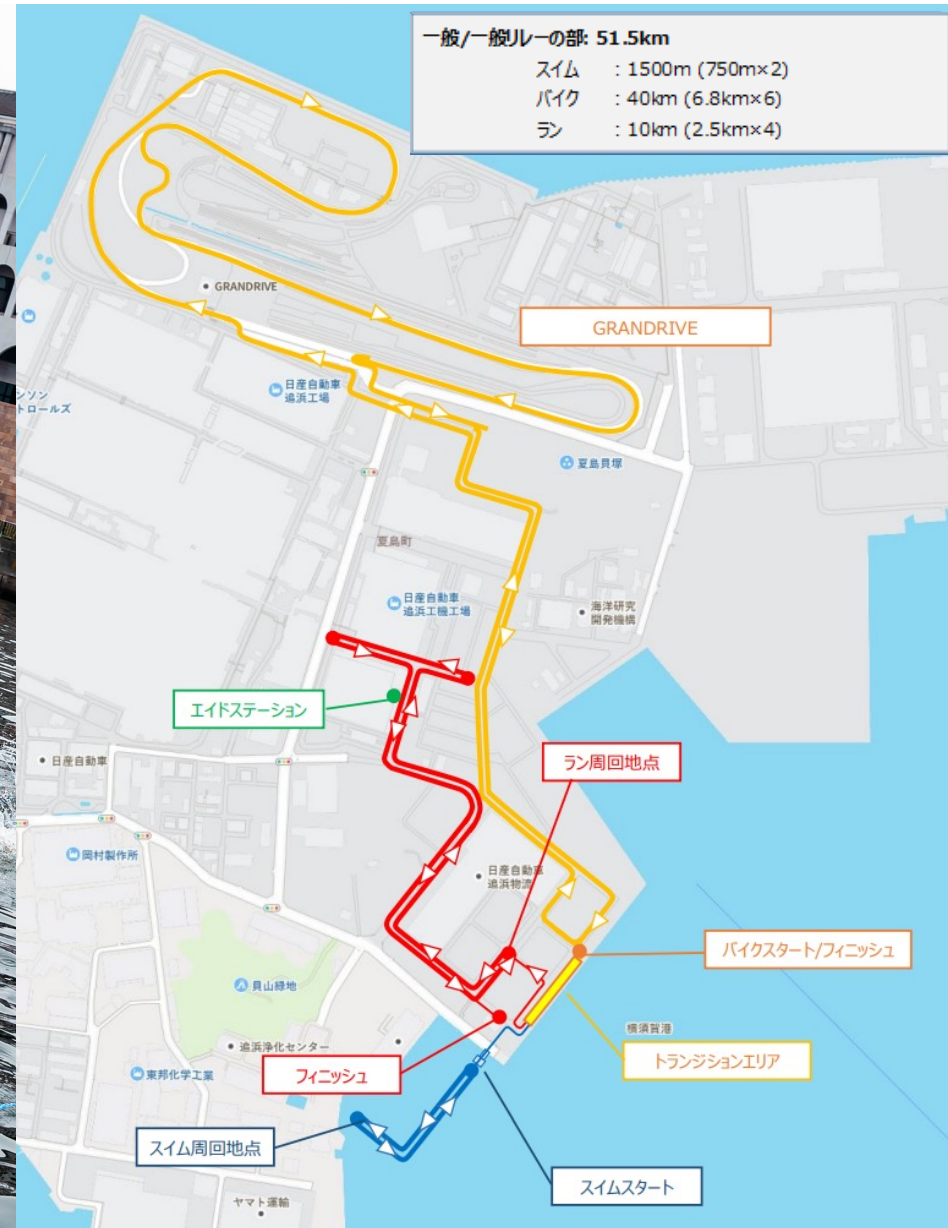 一般/一般リレーの部: 51.5km
スイム : 1500m (750m×2)
バイク : 40km (6.8km×6)
ラン : 10km (2.5km×4)
GRANDRIVE
GRANDRIVE
日産自動車
追浜工場
ンソン
トロールズ
夏島貝塚
夏島町
日産自動車
追浜工機工場
海洋研究
開発機構
エイドステーション
日産自動車
ラン周回地点
岡村製作所
日産自動車
追浜物流
バイクスタート/フィニッシュ
貝山緑地
横須賀港
追浜浄化センター
トランジションエリア
フィニッシュ
東邦化学工業
スイム周回地点
スイムスタート
ヤマト運輸